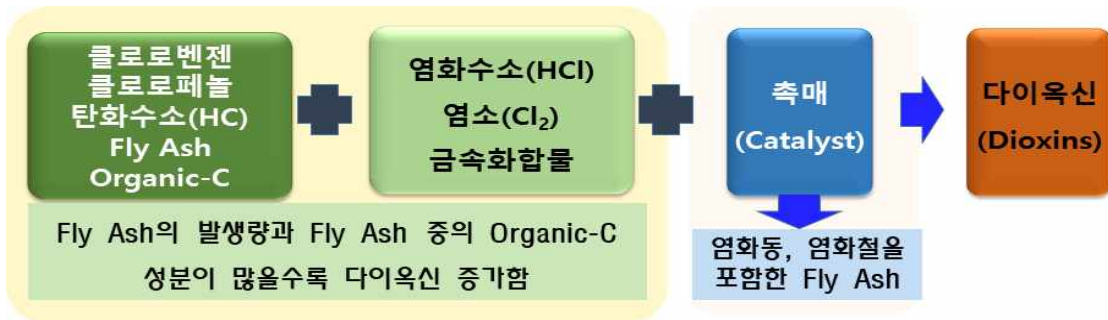 클로로벤젠
클로로페놀
탄화수소(HC)
Fly Ash
Organic-C
염화수소(HCl)
염소(Cl₂)
금속화합물
촉매
(Catalyst)
다이옥신
(Dioxins)
Fly Ash의 발생량과 Fly Ash 중의 Organic-C
성분이 많을수록 다이옥신 증가함
염화동, 염화철을
포함한 Fly Ash